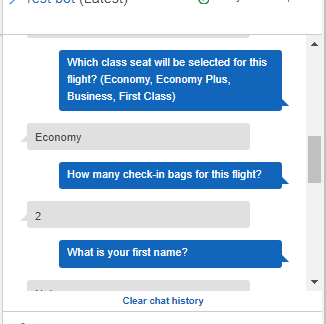 Test bot (Latest)
Which class seat will be selected for this
flight? (Economy, Economy Plus,
Business, First Class)
Economy
How many check-in bags for this flight?
2
What is your first name?
Clear chat history